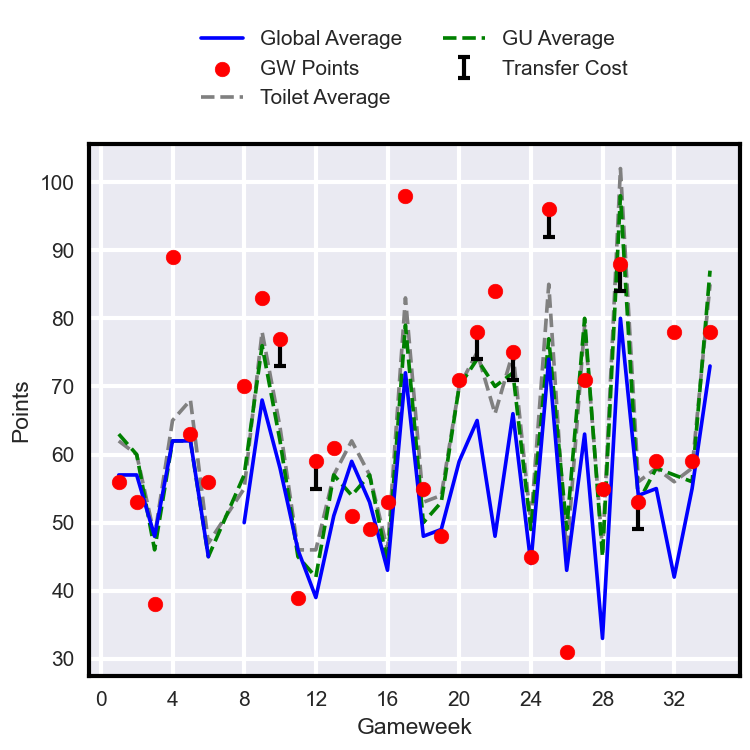 Global Average
GW Points
Toilet Average
GU Average
Transfer Cost
100
90
80
70
60
50
40
30
Points
0 4 8 12 16 20 24 28 32
Gameweek